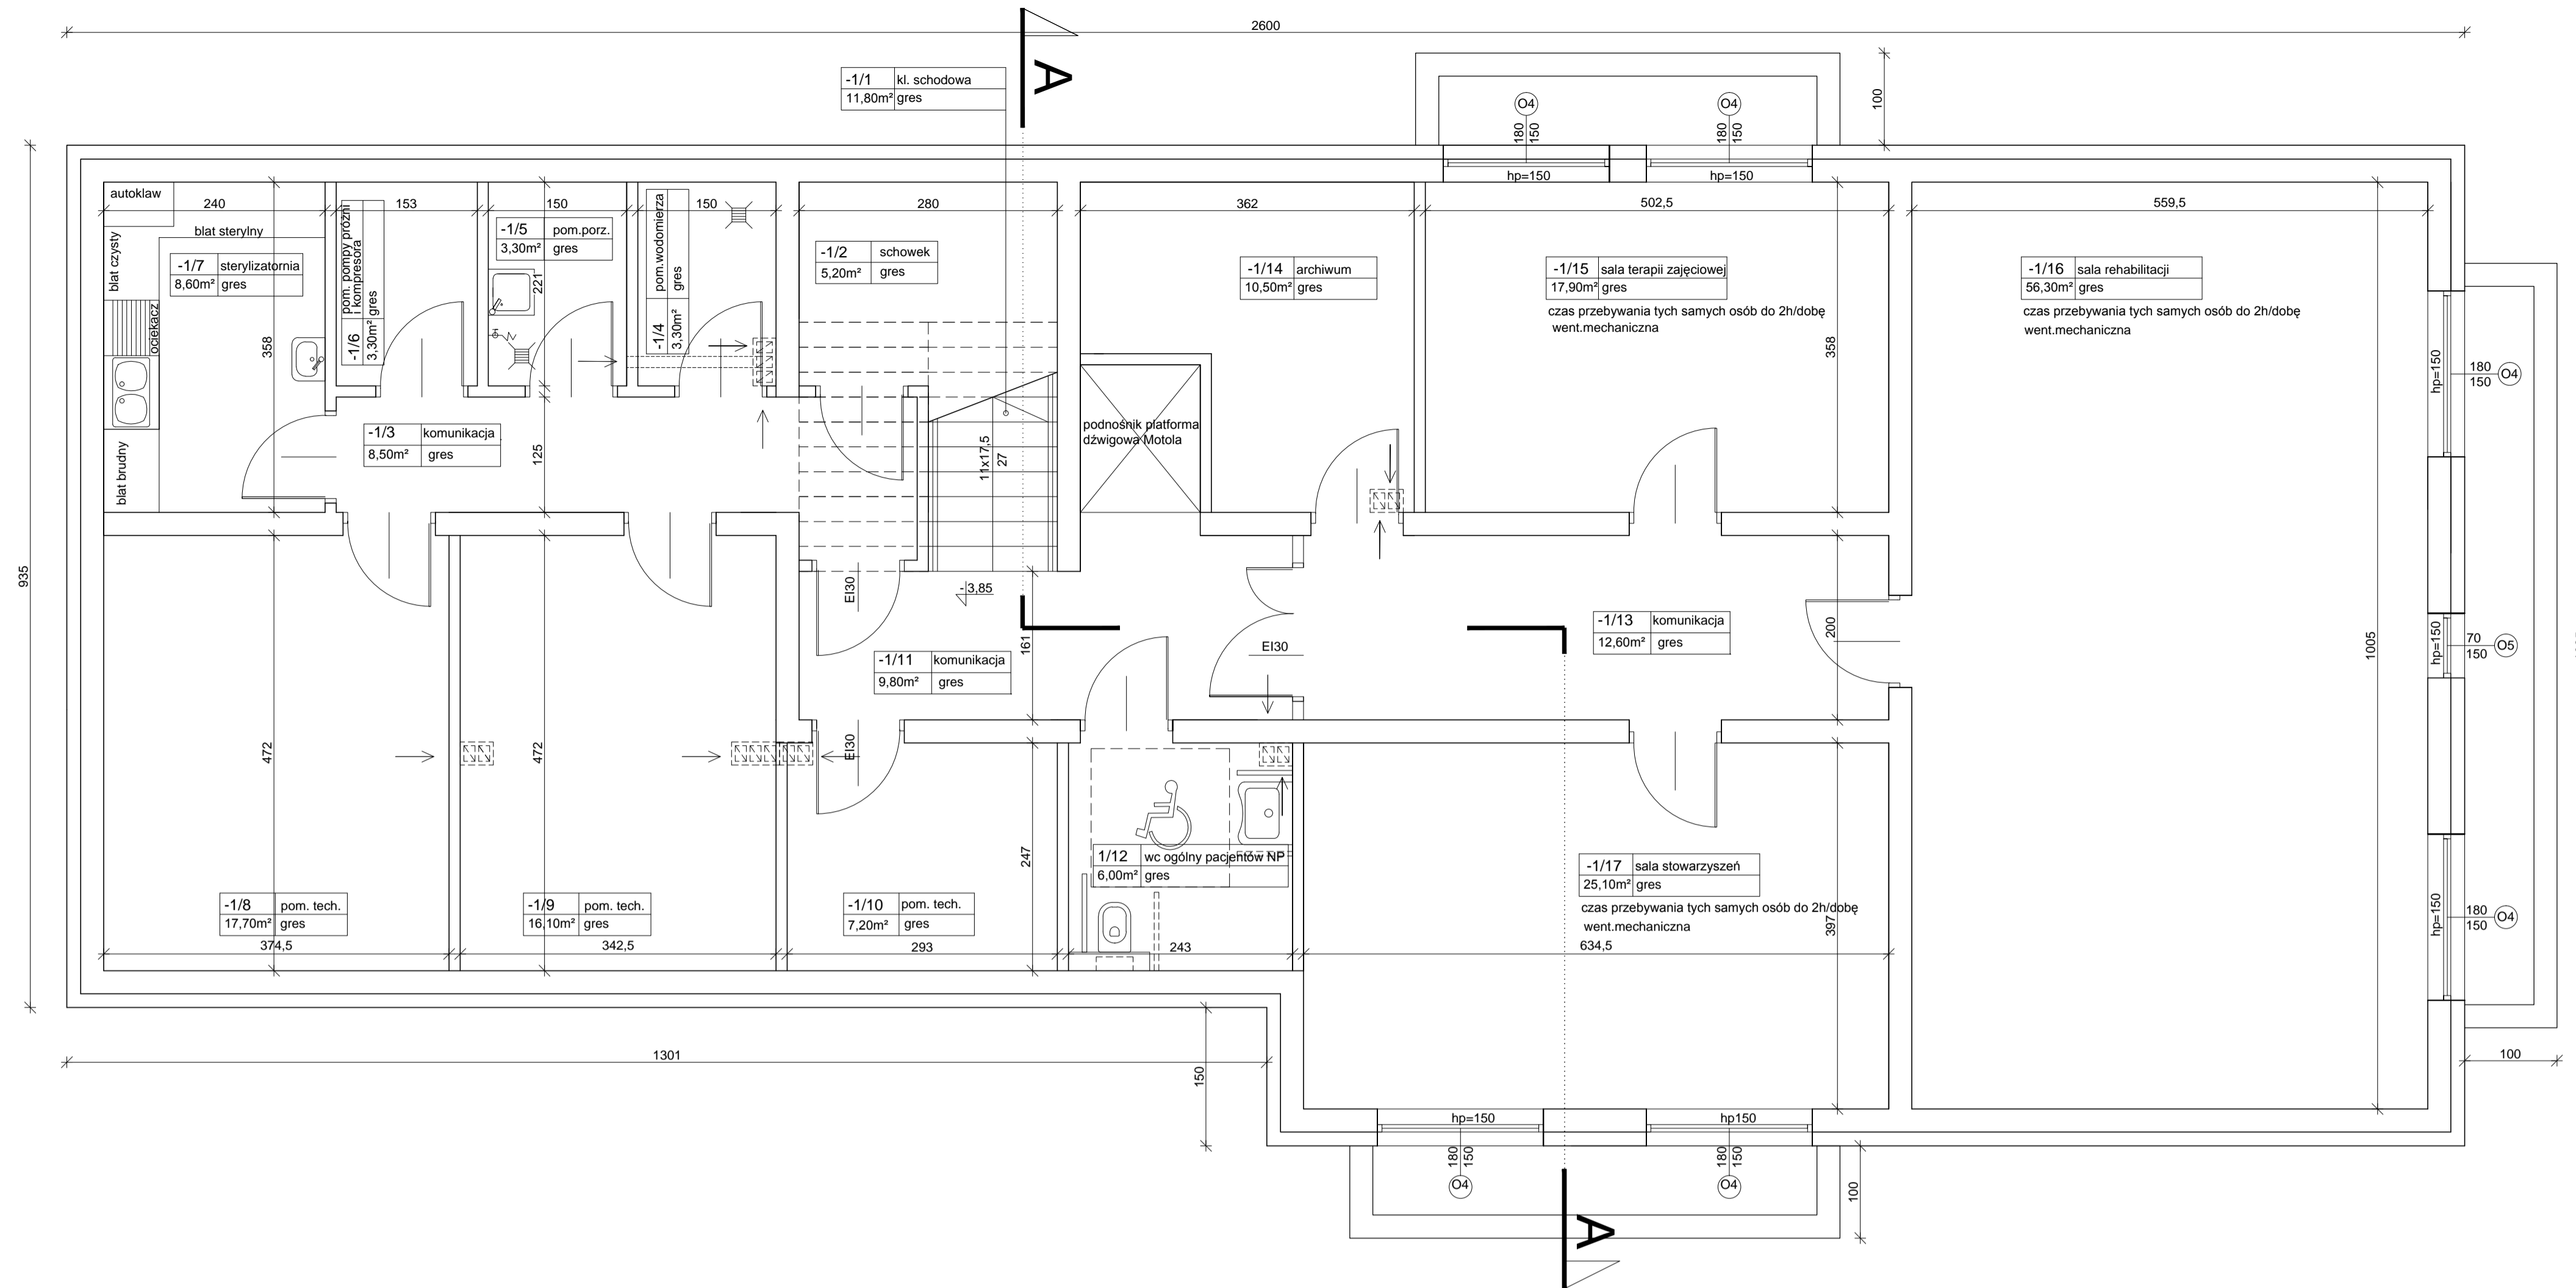 2600
A
-1/1 kl. schodowa
11,80m² gres
100
O4
180
150
O4
180
150
hp=150
hp=150
autoklaw
240
153
150
150
280
362
502,5
559,5
blat sterylny
blat czysty
-1/7 sterylizatornia
8,60m² gres
ociekacz
blat brudny
358
-1/6 pom. pompy próżni
i kompresora
3,30m² gres
-1/5 pom.porz.
3,30m² gres
221
-1/4 pom.wodomierza
3,30m² gres
-1/2 schowek
5,20m² gres
-1/14 archiwum
10,50m² gres
-1/15 sala terapii zajęciowej
17,90m² gres
czas przebywania tych samych osób do 2h/dobę
went.mechaniczna
358
-1/16 sala rehabilitacji
56,30m² gres
czas przebywania tych samych osób do 2h/dobę
went.mechaniczna
hp=150
180
150
O4
podnośnik platforma
dźwigowa Motola
-1/3 komunikacja
8,50m² gres
125
11x17,5
27
935
EI30
- 3,85
161
-1/11 komunikacja
9,80m² gres
EI30
-1/13 komunikacja
12,60m² gres
200
1005
hp=150
70
150
O5
472
472
EI30
247
1/12 wc ogólny pacjentów NP
6,00m² gres
-1/17 sala stowarzyszeń
25,10m² gres
czas przebywania tych samych osób do 2h/dobę
went.mechaniczna
397
hp=150
180
150
O4
-1/8 pom. tech.
17,70m² gres
-1/9 pom. tech.
16,10m² gres
-1/10 pom. tech.
7,20m² gres
374,5
342,5
293
243
634,5
1301
150
100
hp=150
hp150
180
150
O4
180
150
O4
100
A